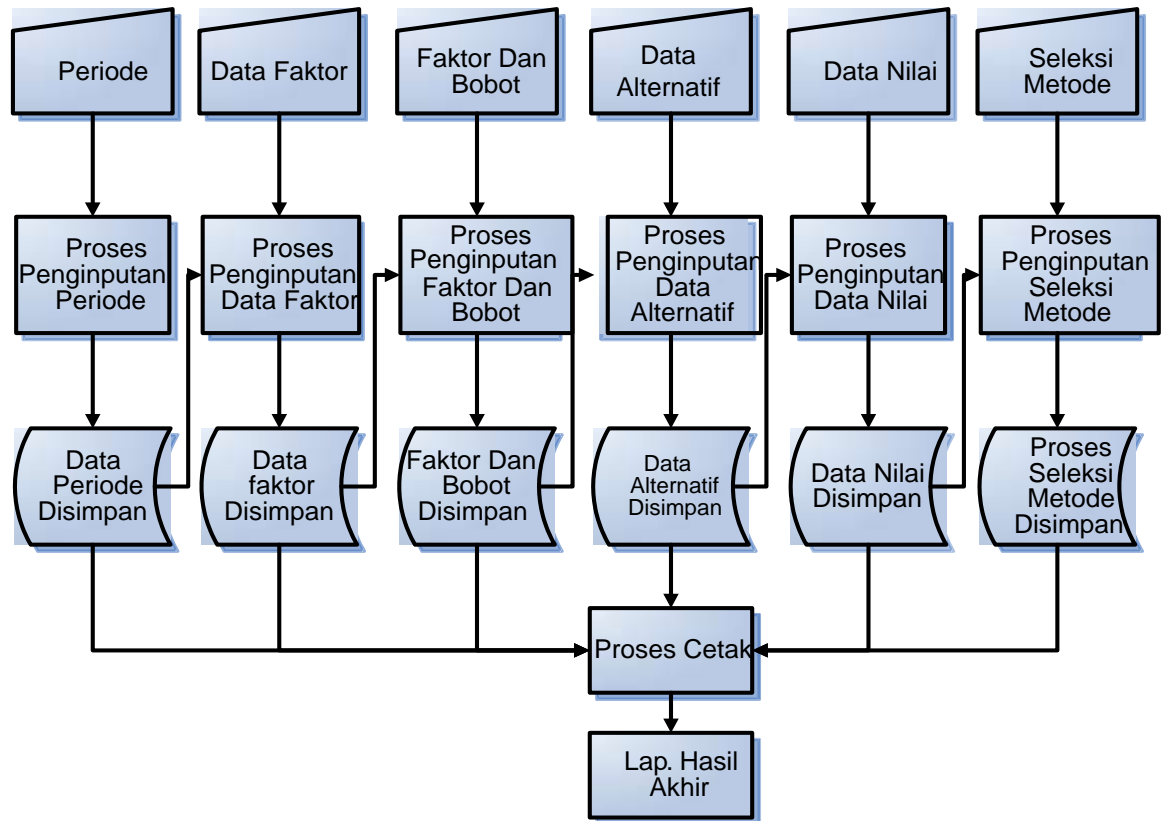 Periode
Data Faktor
Faktor Dan
Bobot
Data
Alternatif
Data Nilai
Seleksi
Metode
Proses
Penginputan
Periode
Proses
Penginputan
Data Faktor
Proses
Penginputan
Faktor Dan
Bobot
Proses
Penginputan
Data
Alternatif
Proses
Penginputan
Data Nilai
Proses
Penginputan
Seleksi
Metode
Data
Periode
Disimpan
Data
faktor
Disimpan
Faktor Dan
Bobot
Disimpan
Data
Alternatif
Disimpan
Data Nilai
Disimpan
Proses
Seleksi
Metode
Disimpan
Proses Cetak
Lap. Hasil
Akhir